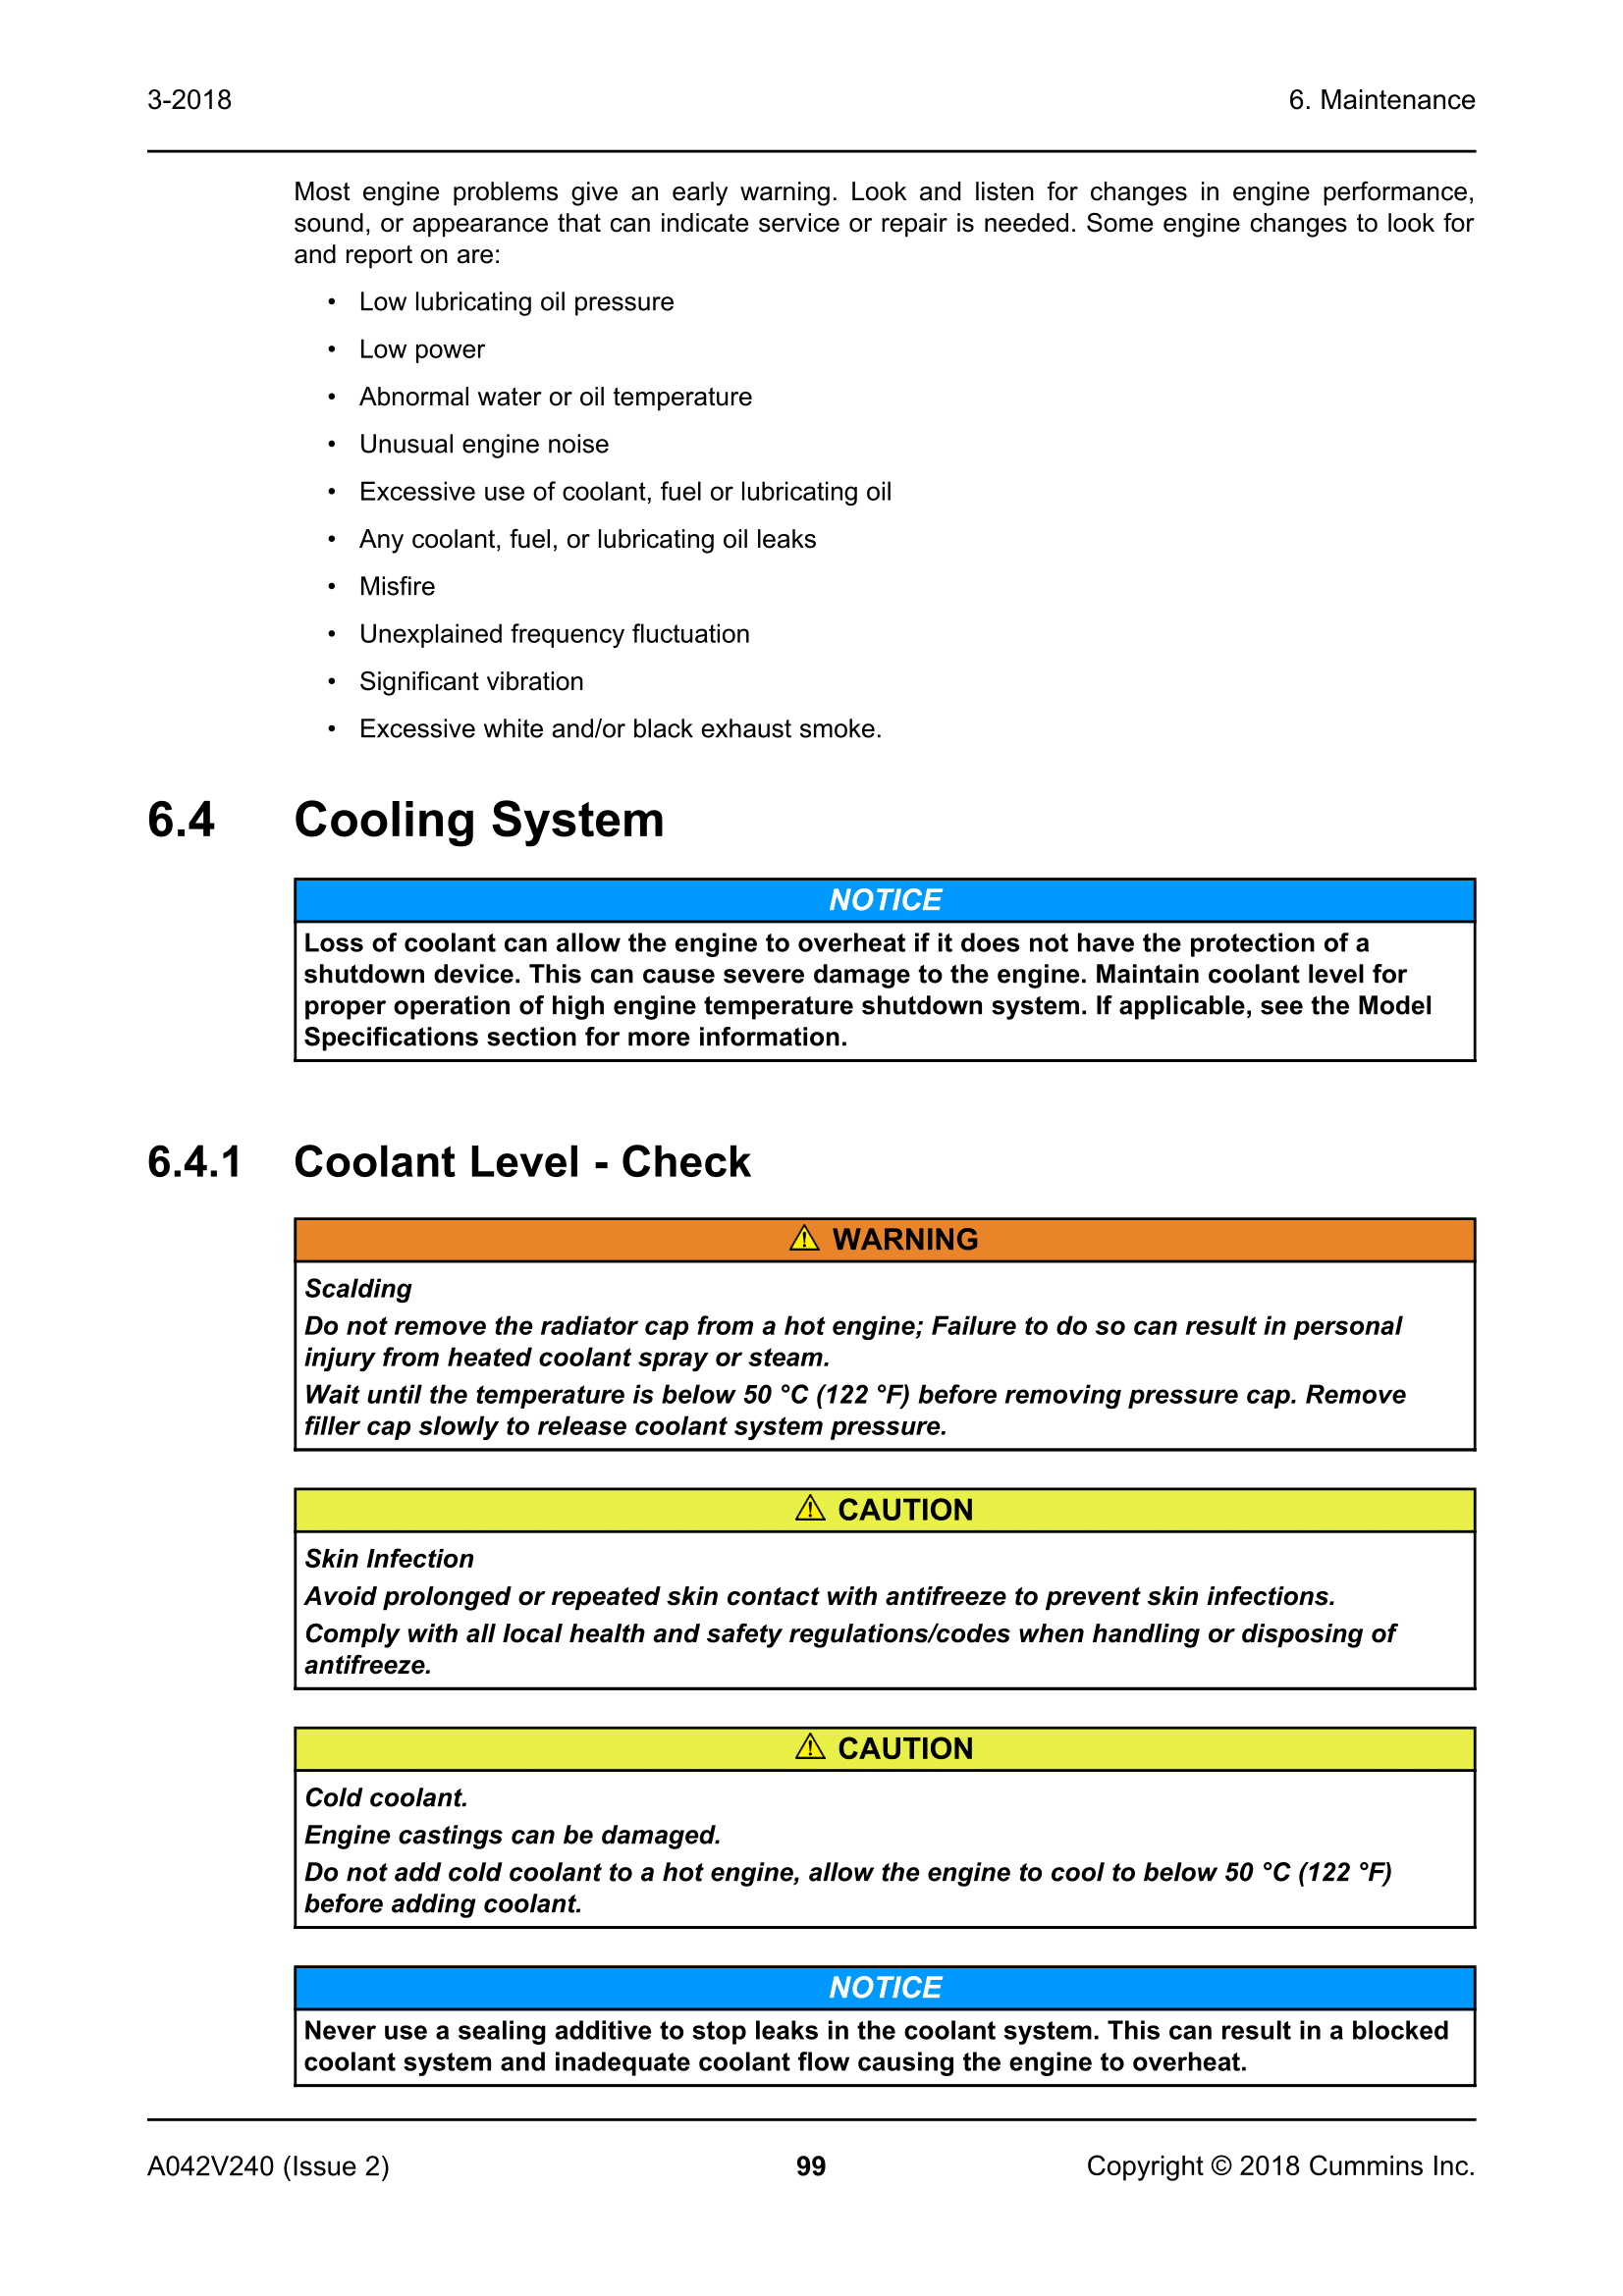 3-2018
6. Maintenance
Most engine problems give an early warning. Look and listen for changes in engine performance,
sound, or appearance that can indicate service or repair is needed. Some engine changes to look for
and report on are:
• Low lubricating oil pressure
• Low power
• Abnormal water or oil temperature
• Unusual engine noise
• Excessive use of coolant, fuel or lubricating oil
• Any coolant, fuel, or lubricating oil leaks
• Misfire
• Unexplained frequency fluctuation
• Significant vibration
• Excessive white and/or black exhaust smoke.
6.4 Cooling System
NOTICE
Loss of coolant can allow the engine to overheat if it does not have the protection of a
shutdown device. This can cause severe damage to the engine. Maintain coolant level for
proper operation of high engine temperature shutdown system. If applicable, see the Model
Specifications section for more information.
6.4.1 Coolant Level - Check
⚠ WARNING
Scalding
Do not remove the radiator cap from a hot engine; Failure to do so can result in personal
injury from heated coolant spray or steam.
Wait until the temperature is below 50 °C (122 °F) before removing pressure cap. Remove
filler cap slowly to release coolant system pressure.
⚠ CAUTION
Skin Infection
Avoid prolonged or repeated skin contact with antifreeze to prevent skin infections.
Comply with all local health and safety regulations/codes when handling or disposing of
antifreeze.
⚠ CAUTION
Cold coolant.
Engine castings can be damaged.
Do not add cold coolant to a hot engine, allow the engine to cool to below 50 °C (122 °F)
before adding coolant.
NOTICE
Never use a sealing additive to stop leaks in the coolant system. This can result in a blocked
coolant system and inadequate coolant flow causing the engine to overheat.
A042V240 (Issue 2)
99
Copyright © 2018 Cummins Inc.